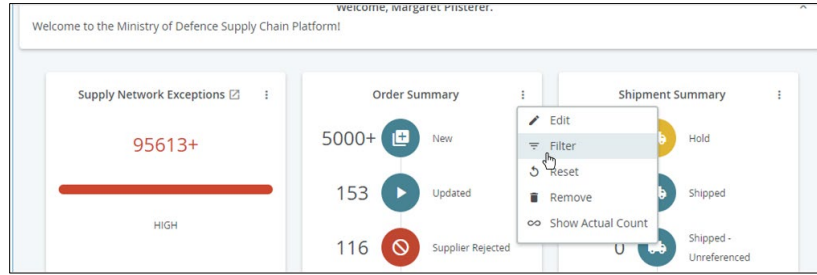 Welcome, Margaret Pfisterer.
Welcome to the Ministry of Defence Supply Chain Platform!
Supply Network Exceptions
95613+
HIGH
Order Summary
5000+ New
153 Updated
116 Supplier Rejected
Edit
Filter
Reset
Remove
Show Actual Count
Shipment Summary
Hold
Shipped
0 Shipped -
Unreferenced